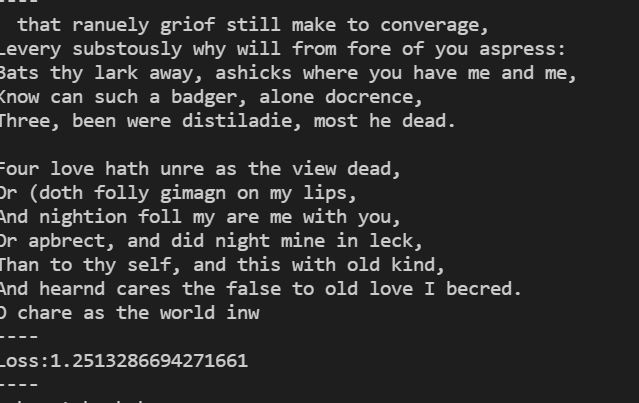 ----
that ranuely griof still make to converage,
Levery substously why will from fore of you aspress:
Bats thy lark away, ashicks where you have me and me,
Know can such a badger, alone docrence,
Three, been were distiladie, most he dead.

Four love hath unre as the view dead,
Or (doth folly gimagn on my lips,
And nightion foll my are me with you,
Or apbrect, and did night mine in leck,
Than to thy self, and this with old kind,
And hearnd cares the false to old love I becred.
O chare as the world inw
----
Loss:1.2513286694271661
----